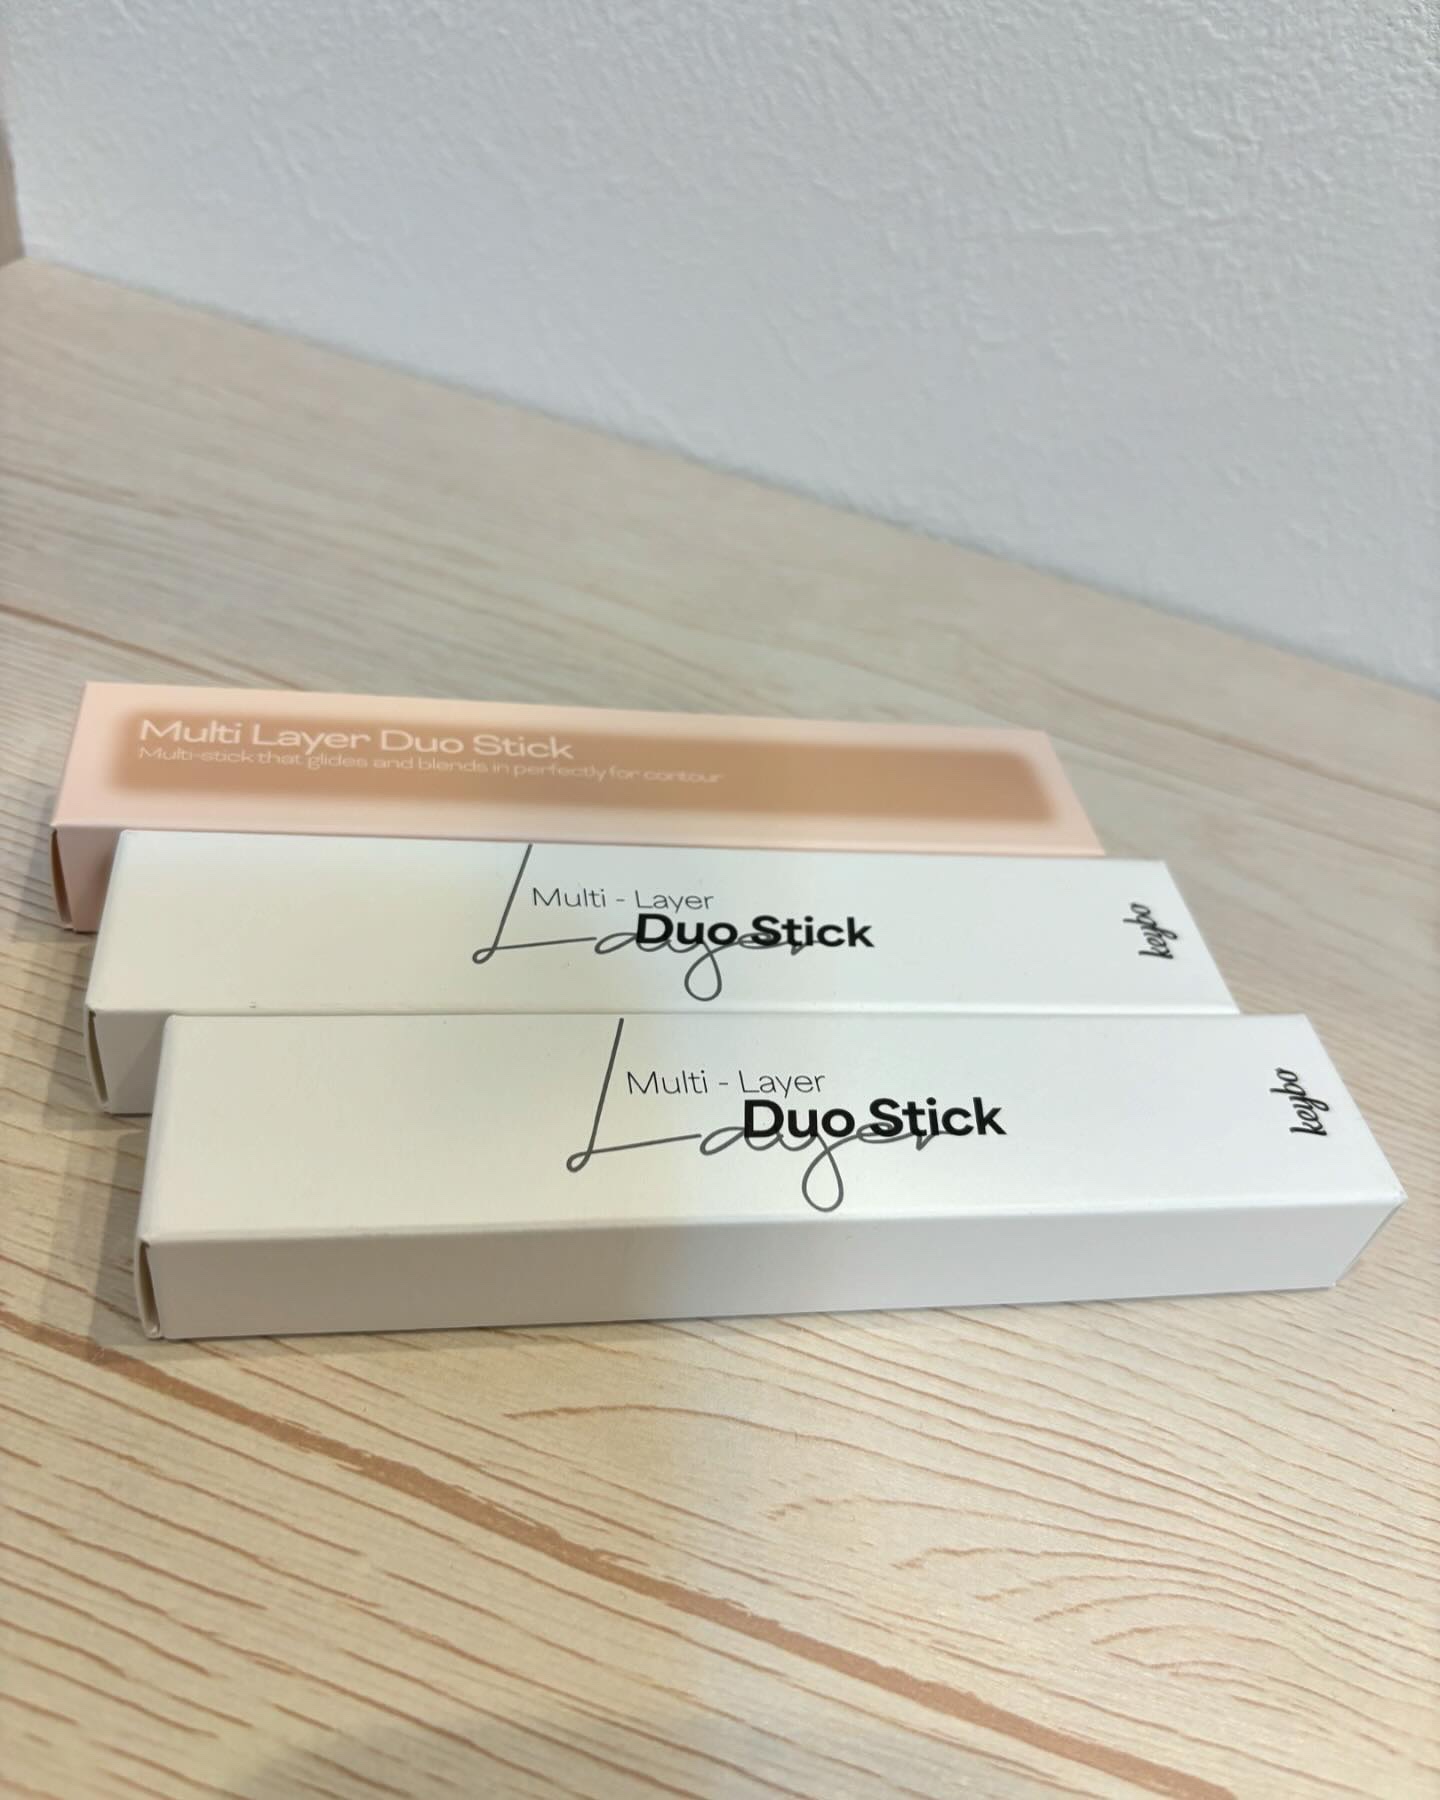 Multi Layer Duo Stick
Multi-stick that glides and blends in perfectly for contour
Multi - Layer
Duo Stick
Layer
keybo
Multi - Layer
Duo Stick
Layer
keybo